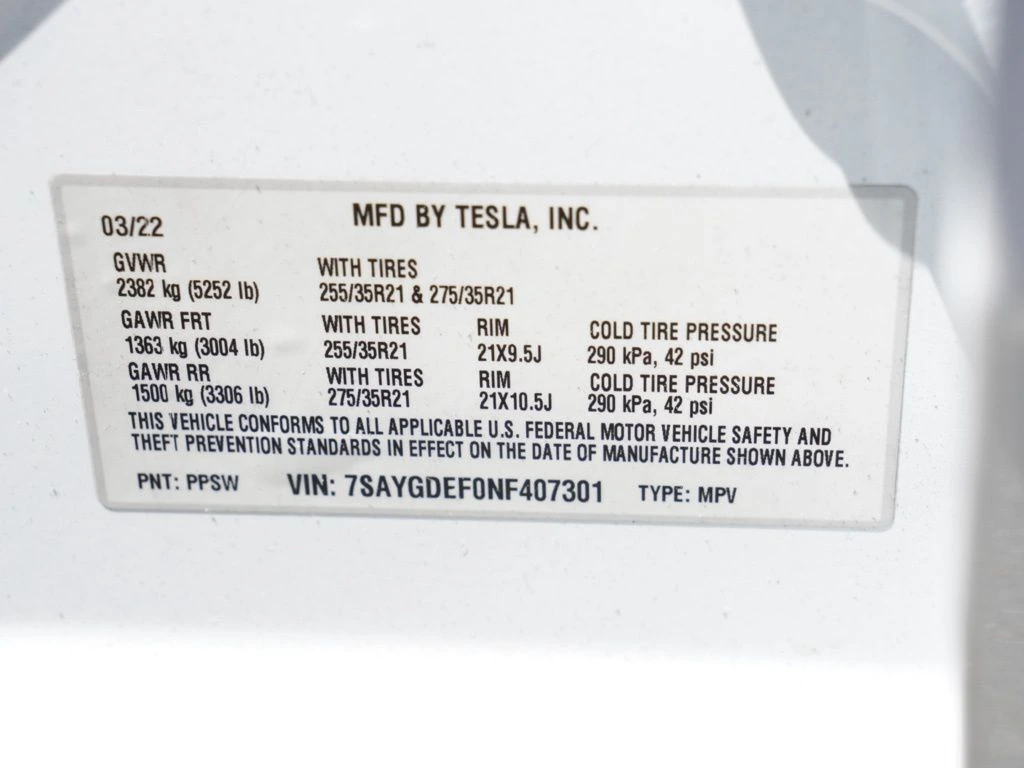 03/22 MFD BY TESLA, INC.
GVWR WITH TIRES
2382 kg (5252 lb) 255/35R21 & 275/35R21
GAWR FRT WITH TIRES RIM COLD TIRE PRESSURE
1363 kg (3004 lb) 255/35R21 21X9.5J 290 kPa, 42 psi
GAWR RR WITH TIRES RIM COLD TIRE PRESSURE
1500 kg (3306 lb) 275/35R21 21X10.5J 290 kPa, 42 psi
THIS VEHICLE CONFORMS TO ALL APPLICABLE U.S. FEDERAL MOTOR VEHICLE SAFETY AND
THEFT PREVENTION STANDARDS IN EFFECT ON THE DATE OF MANUFACTURE SHOWN ABOVE.
PNT: PPSW VIN: 7SAYGDEF0NF407301 TYPE: MPV